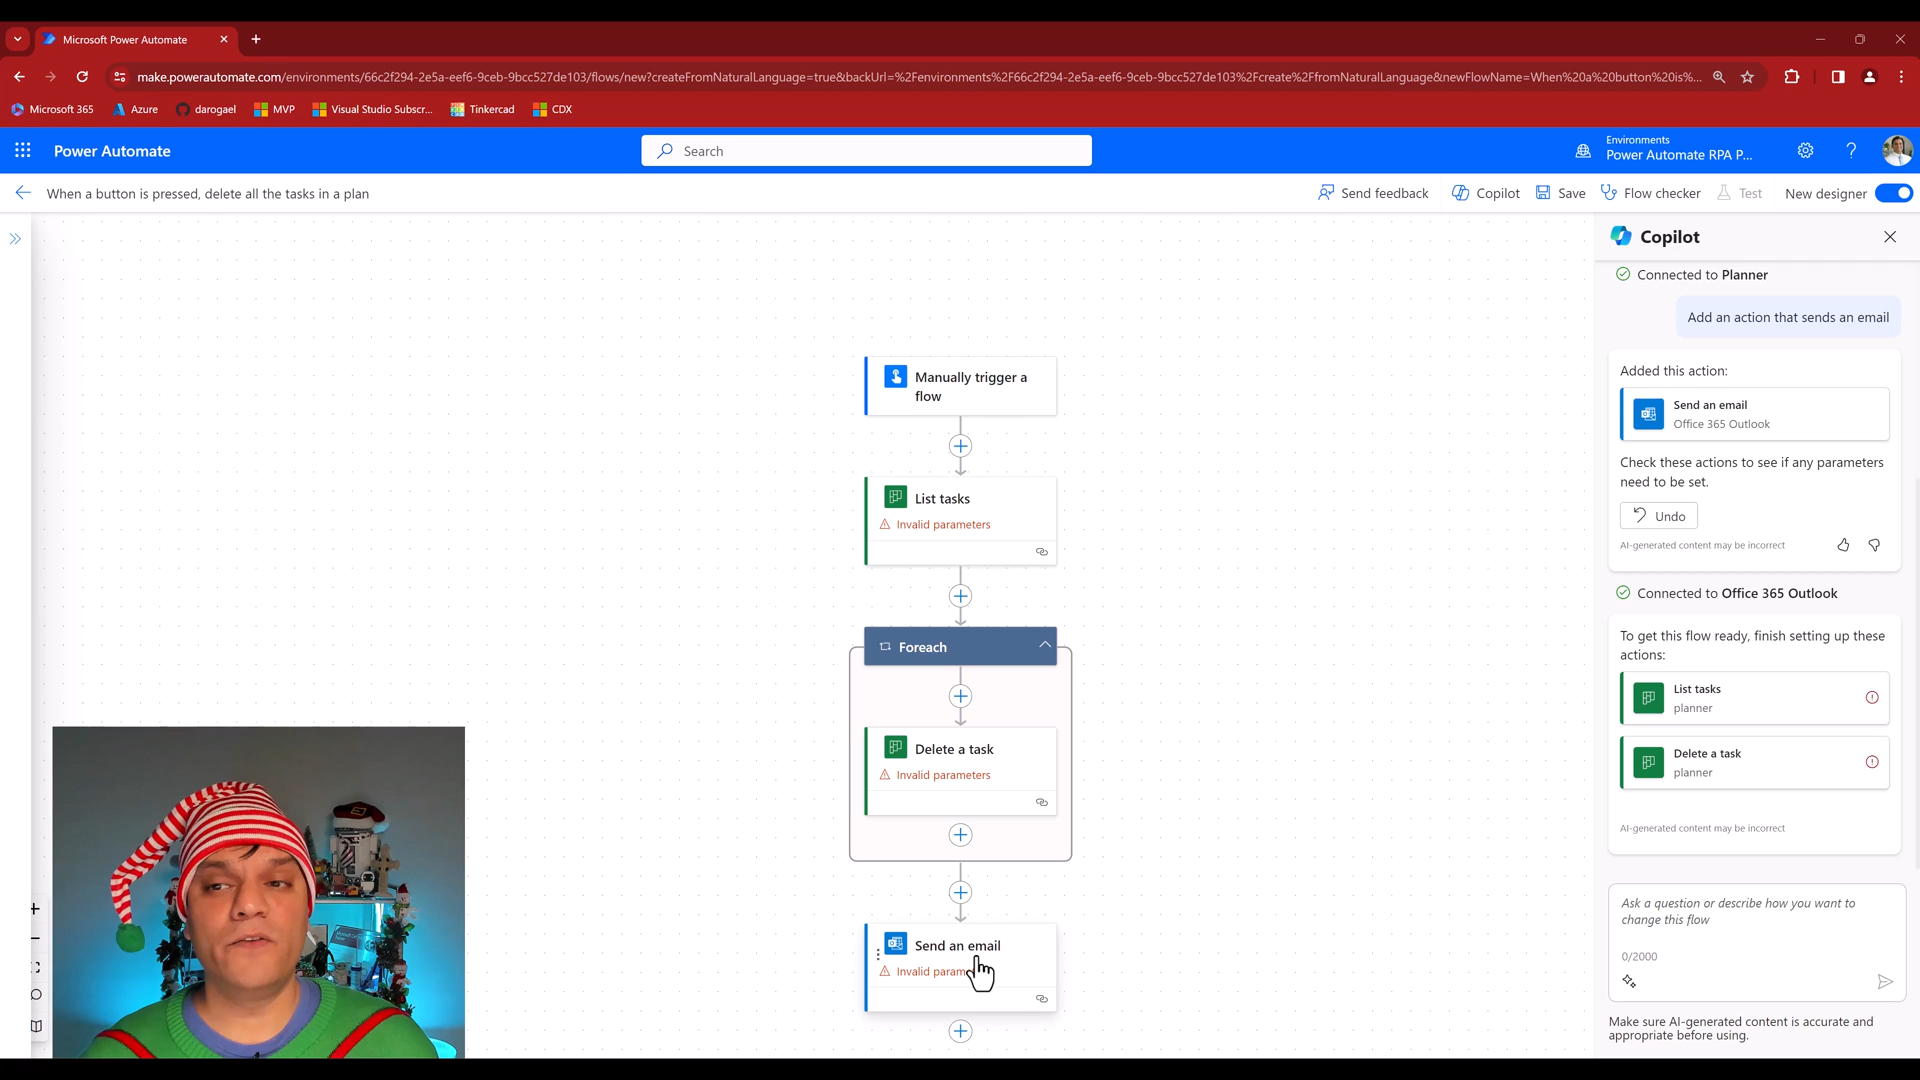 Microsoft Power Automate
make.powerautomate.com/environments/66c2f294-2e5a-eef6-9ceb-9bcc527de103/flows/new?createFromNaturalLanguage=true&backUrl=%2Fenvironments%2F66c2f294-2e5a-eef6-9ceb-9bcc527de103%2Fcreate%2FfromNaturalLanguage&newFlowName=When%20a%20button%20is%...
Microsoft 365
Azure
darogael
MVP
Visual Studio Subscr...
Tinkercad
CDX
Power Automate
Search
Environments
Power Automate RPA P...
When a button is pressed, delete all the tasks in a plan
Send feedback
Copilot
Save
Flow checker
Test
New designer
Manually trigger a
flow
List tasks
Invalid parameters
Foreach
Delete a task
Invalid parameters
Send an email
Invalid param
Copilot
Connected to Planner
Add an action that sends an email
Added this action:
Send an email
Office 365 Outlook
Check these actions to see if any parameters
need to be set.
Undo
AI-generated content may be incorrect
Connected to Office 365 Outlook
To get this flow ready, finish setting up these
actions:
List tasks
planner
Delete a task
planner
AI-generated content may be incorrect
Ask a question or describe how you want to
change this flow
0/2000
Make sure AI-generated content is accurate and
appropriate before using.